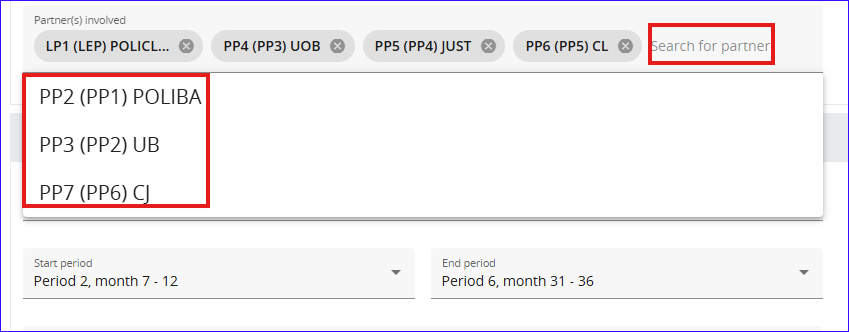 Partner(s) involved
LP1 (LEP) POLICL... PP4 (PP3) UOB PP5 (PP4) JUST PP6 (PP5) CL Search for partner
PP2 (PP1) POLIBA
PP3 (PP2) UB
PP7 (PP6) CJ
Start period End period
Period 2, month 7 - 12 Period 6, month 31 - 36